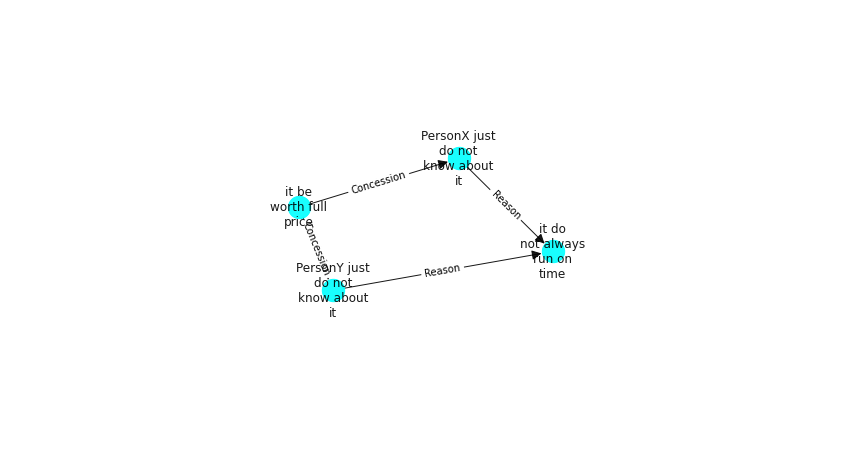 PersonX just
do not
know about
it
Concession
it be
worth full
price
Reason
Concession
it do
not always
run on
time
PersonY just
do not
know about
it
Reason